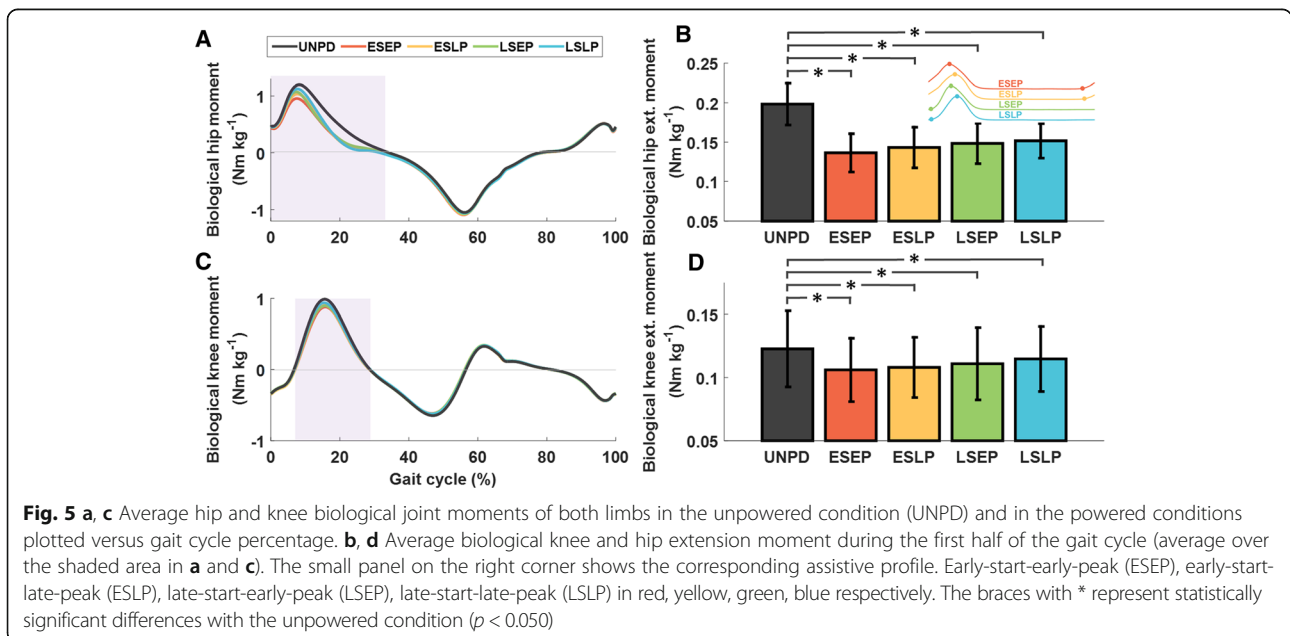 A
UNPD ESEP ESLP LSEP LSLP
Biological hip moment
(Nm kg-1)
1
0
-1
0 20 40 60 80 100
B
Biological hip ext. moment
(Nm kg-1)
0.25
0.2
0.15
0.1
0.05
*
*
*
*
ESEP
ESLP
LSEP
LSLP
UNPD ESEP ESLP LSEP LSLP
C
Biological knee moment
(Nm kg-1)
1
0
-1
0 20 40 60 80 100
Gait cycle (%)
D
Biological knee ext. moment
(Nm kg-1)
0.15
0.1
0.05
*
*
*
*
UNPD ESEP ESLP LSEP LSLP
Fig. 5 a, c Average hip and knee biological joint moments of both limbs in the unpowered condition (UNPD) and in the powered conditions
plotted versus gait cycle percentage. b, d Average biological knee and hip extension moment during the first half of the gait cycle (average over
the shaded area in a and c). The small panel on the right corner shows the corresponding assistive profile. Early-start-early-peak (ESEP), early-start-
late-peak (ESLP), late-start-early-peak (LSEP), late-start-late-peak (LSLP) in red, yellow, green, blue respectively. The braces with * represent statistically
significant differences with the unpowered condition (p < 0.050)